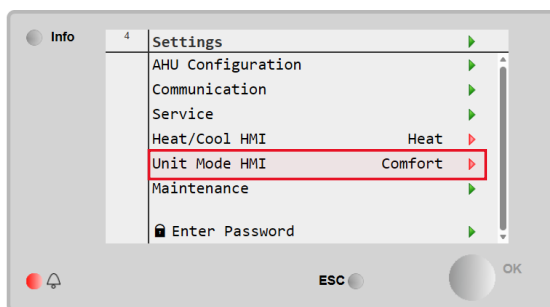 Info
4 Settings
AHU Configuration
Communication
Service
Heat/Cool HMI Heat
Unit Mode HMI Comfort
Maintenance
Enter Password
ESC
OK